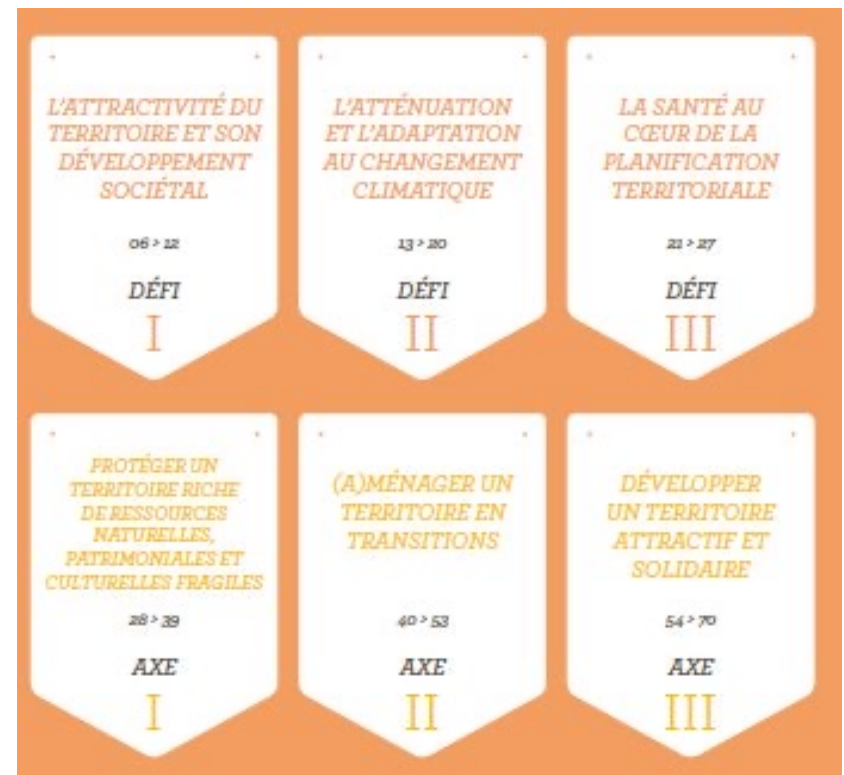 L'ATTRACTIVITÉ DU
TERRITOIRE ET SON
DÉVELOPPEMENT
SOCIÉTAL
06 > 12
DÉFI
I
L'ATTÉNUATION
ET L'ADAPTATION
AU CHANGEMENT
CLIMATIQUE
13 > 20
DÉFI
II
LA SANTÉ AU
CŒUR DE LA
PLANIFICATION
TERRITORIALE
21 > 27
DÉFI
III
PROTÉGER UN
TERRITOIRE RICHE
DE RESSOURCES
NATURELLES,
PATRIMONIALES ET
CULTURELLES FRAGILES
28 > 39
AXE
I
(A)MÉNAGER UN
TERRITOIRE EN
TRANSITIONS
40 > 53
AXE
II
DÉVELOPPER
UN TERRITOIRE
ATTRACTIF ET
SOLIDAIRE
54 > 70
AXE
III